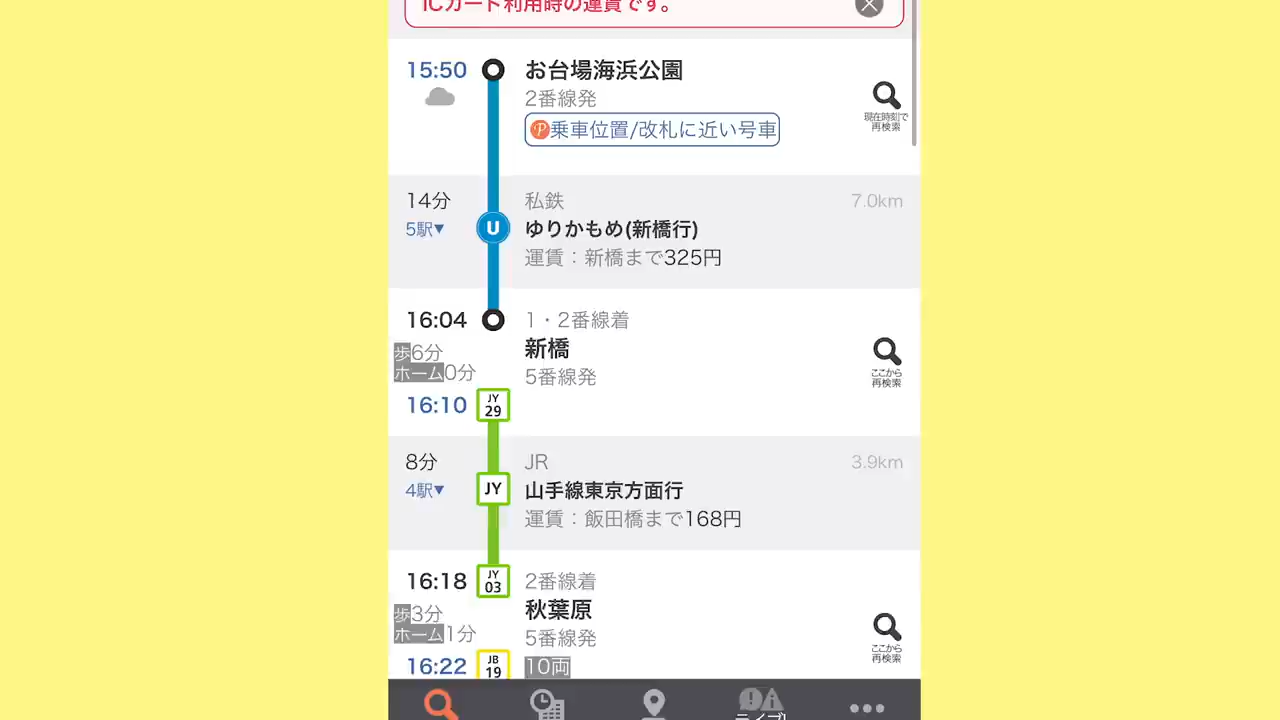 ICカード利用時の運賃です。
15:50
お台場海浜公園
2番線発
P乗車位置/改札に近い号車
現在時刻で
再検索
14分
私鉄
7.0km
5駅▼
U
ゆりかもめ(新橋行)
運賃：新橋まで325円
16:04
1・2番線着
歩6分
新橋
ホーム0分
5番線発
ここから
再検索
16:10
JY
29
8分
JR
3.9km
4駅▼
JY
山手線東京方面行
運賃：飯田橋まで168円
16:18
JY
03
2番線着
歩3分
秋葉原
ホーム1分
5番線発
ここから
再検索
16:22
JB
19
10両